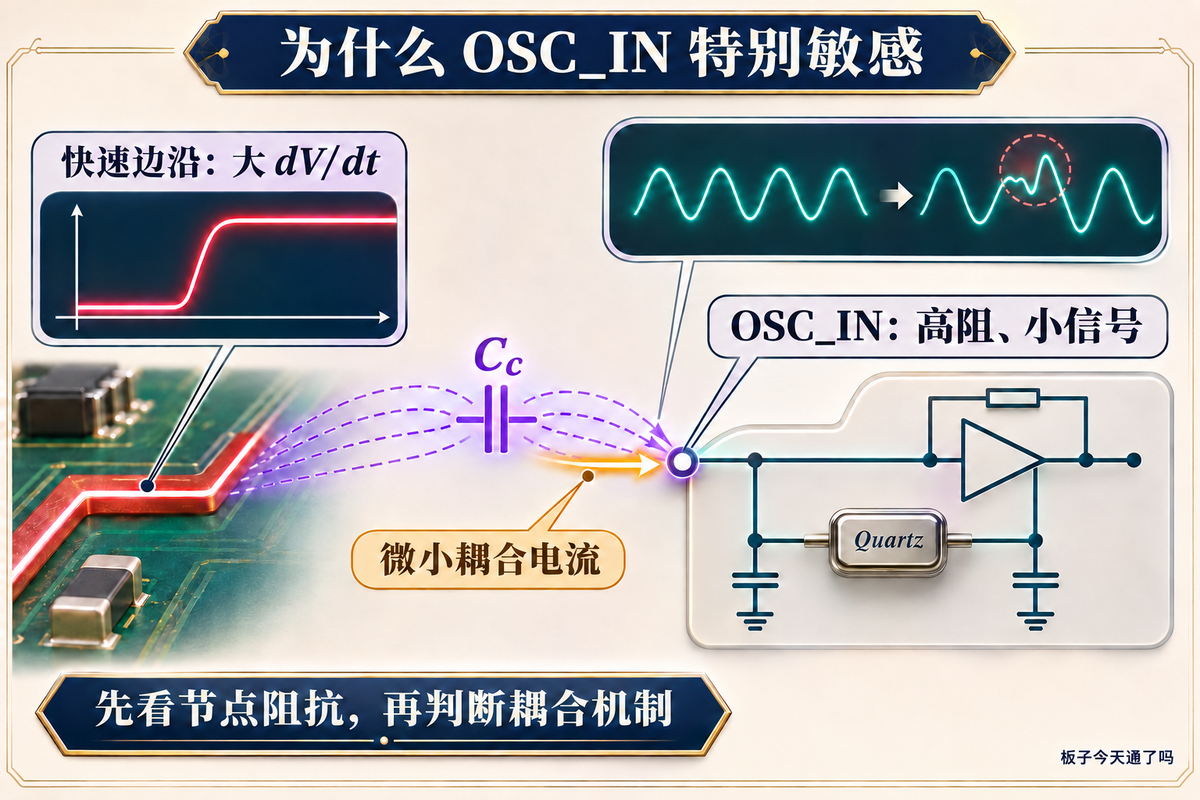 为什么 OSC_IN 特别敏感
快速边沿：大 dV/dt
OSC_IN：高阻、小信号
Cc
微小耦合电流
Quartz
先看节点阻抗，再判断耦合机制
板子今天通了吗